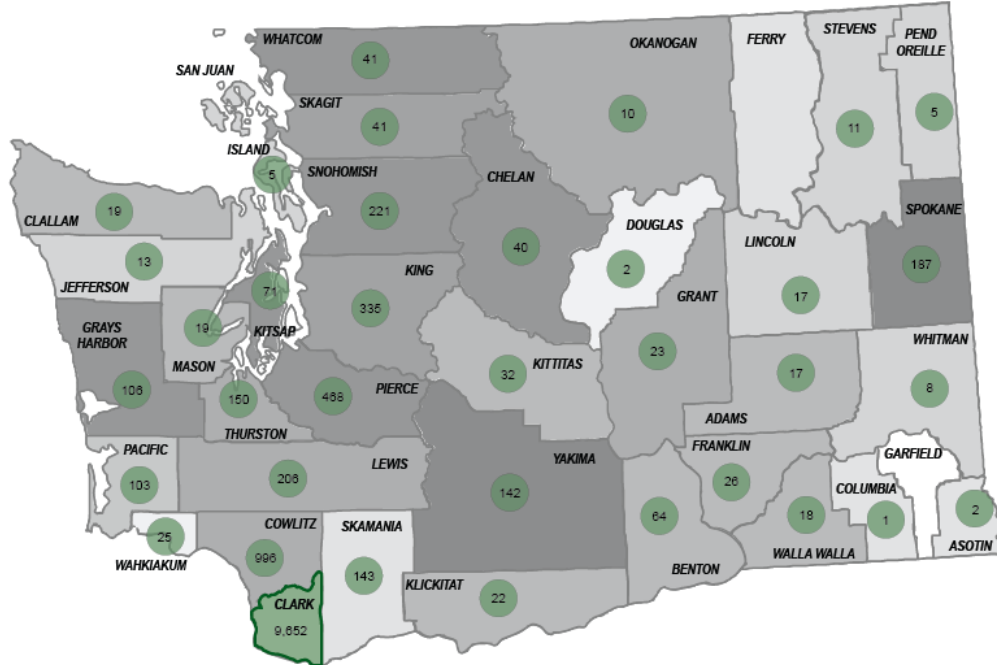 WHATCOM
41
OKANOGAN
10
FERRY
STEVENS
11
PEND
OREILLE
5
SAN JUAN
SKAGIT
41
ISLAND
5
SNOHOMISH
221
CHELAN
40
CLALLAM
19
DOUGLAS
2
LINCOLN
17
SPOKANE
187
JEFFERSON
13
KITSAP
71
KING
335
GRANT
23
GRAYS
HARBOR
106
MASON
19
KITTITAS
32
WHITMAN
8
THURSTON
150
PIERCE
468
ADAMS
17
PACIFIC
103
LEWIS
206
YAKIMA
142
FRANKLIN
26
GARFIELD
COLUMBIA
1
ASOTIN
2
WAHKIAKUM
25
COWLITZ
996
SKAMANIA
143
BENTON
64
WALLA WALLA
18
KLICKITAT
22
CLARK
9,652